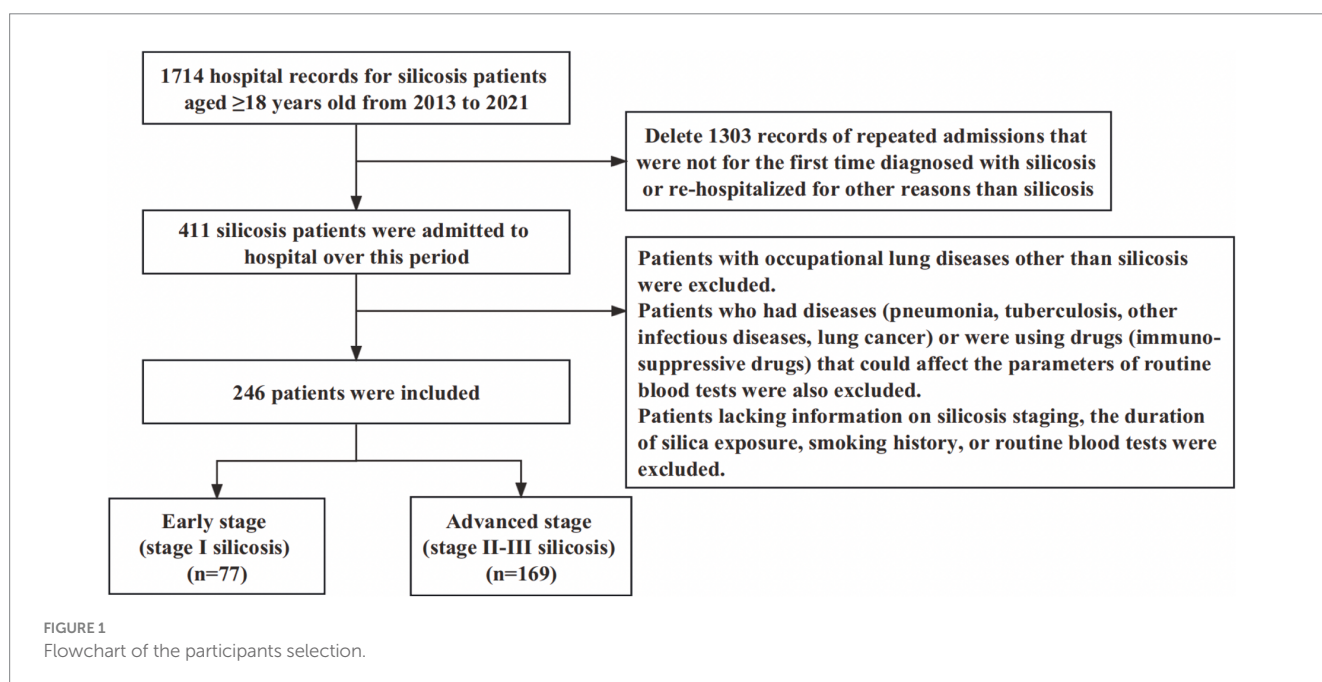 1714 hospital records for silicosis patients
aged ≥18 years old from 2013 to 2021
Delete 1303 records of repeated admissions that
were not for the first time diagnosed with silicosis
or re-hospitalized for other reasons than silicosis
411 silicosis patients were admitted to
hospital over this period
Patients with occupational lung diseases other than silicosis
were excluded.
Patients who had diseases (pneumonia, tuberculosis, other
infectious diseases, lung cancer) or were using drugs (immuno-
suppressive drugs) that could affect the parameters of routine
blood tests were also excluded.
Patients lacking information on silicosis staging, the duration
of silica exposure, smoking history, or routine blood tests were
excluded.
246 patients were included
Early stage
(stage I silicosis)
(n=77)
Advanced stage
(stage II-III silicosis)
(n=169)
FIGURE 1
Flowchart of the participants selection.